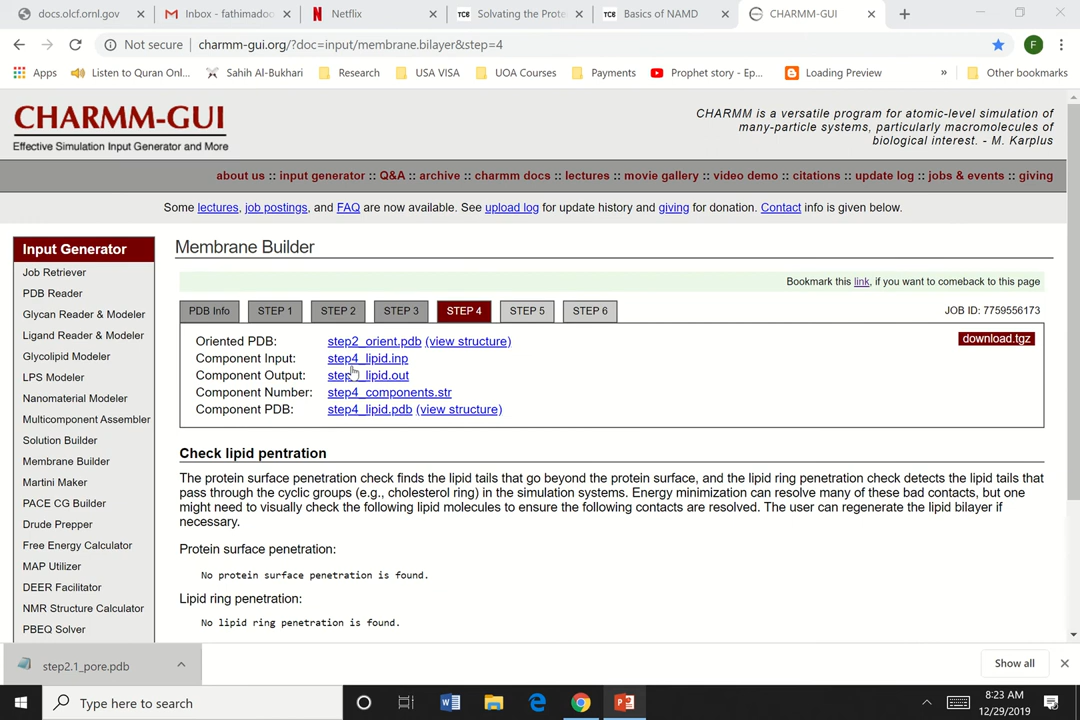 docs.olcf.ornl.gov
Inbox - fathimadoo
Netflix
TCB Solvating the Prote
TCB Basics of NAMD
CHARMM-GUI
Not secure charmm-gui.org/?doc=input/membrane.bilayer&step=4
F
Apps Listen to Quran Onl... Sahih Al-Bukhari Research USA VISA UOA Courses Payments Prophet story - Ep... Loading Preview » Other bookmarks
CHARMM-GUI
Effective Simulation Input Generator and More
CHARMM is a versatile program for atomic-level simulation of
many-particle systems, particularly macromolecules of
biological interest. - M. Karplus
about us :: input generator :: Q&A :: archive :: charmm docs :: lectures :: movie gallery :: video demo :: citations :: update log :: jobs & events :: giving
Some lectures, job postings, and FAQ are now available. See upload log for update history and giving for donation. Contact info is given below.
Input Generator
Job Retriever
PDB Reader
Glycan Reader & Modeler
Ligand Reader & Modeler
Glycolipid Modeler
LPS Modeler
Nanomaterial Modeler
Multicomponent Assembler
Solution Builder
Membrane Builder
Martini Maker
PACE CG Builder
Drude Prepper
Free Energy Calculator
MAP Utilizer
DEER Facilitator
NMR Structure Calculator
PBEQ Solver
Membrane Builder
Bookmark this link, if you want to comeback to this page
PDB Info STEP 1 STEP 2 STEP 3 STEP 4 STEP 5 STEP 6 JOB ID: 7759556173
download.tgz
Oriented PDB: step2_orient.pdb (view structure)
Component Input: step4_lipid.inp
Component Output: step4_lipid.out
Component Number: step4_components.str
Component PDB: step4_lipid.pdb (view structure)
Check lipid pentration
The protein surface penetration check finds the lipid tails that go beyond the protein surface, and the lipid ring penetration check detects the lipid tails that
pass through the cyclic groups (e.g., cholesterol ring) in the simulation systems. Energy minimization can resolve many of these bad contacts, but one
might need to visually check the following lipid molecules to ensure the following contacts are resolved. The user can regenerate the lipid bilayer if
necessary.
Protein surface penetration:
No protein surface penetration is found.
Lipid ring penetration:
No lipid ring penetration is found.
step2.1_pore.pdb
Show all
Type here to search
8:23 AM
12/29/2019